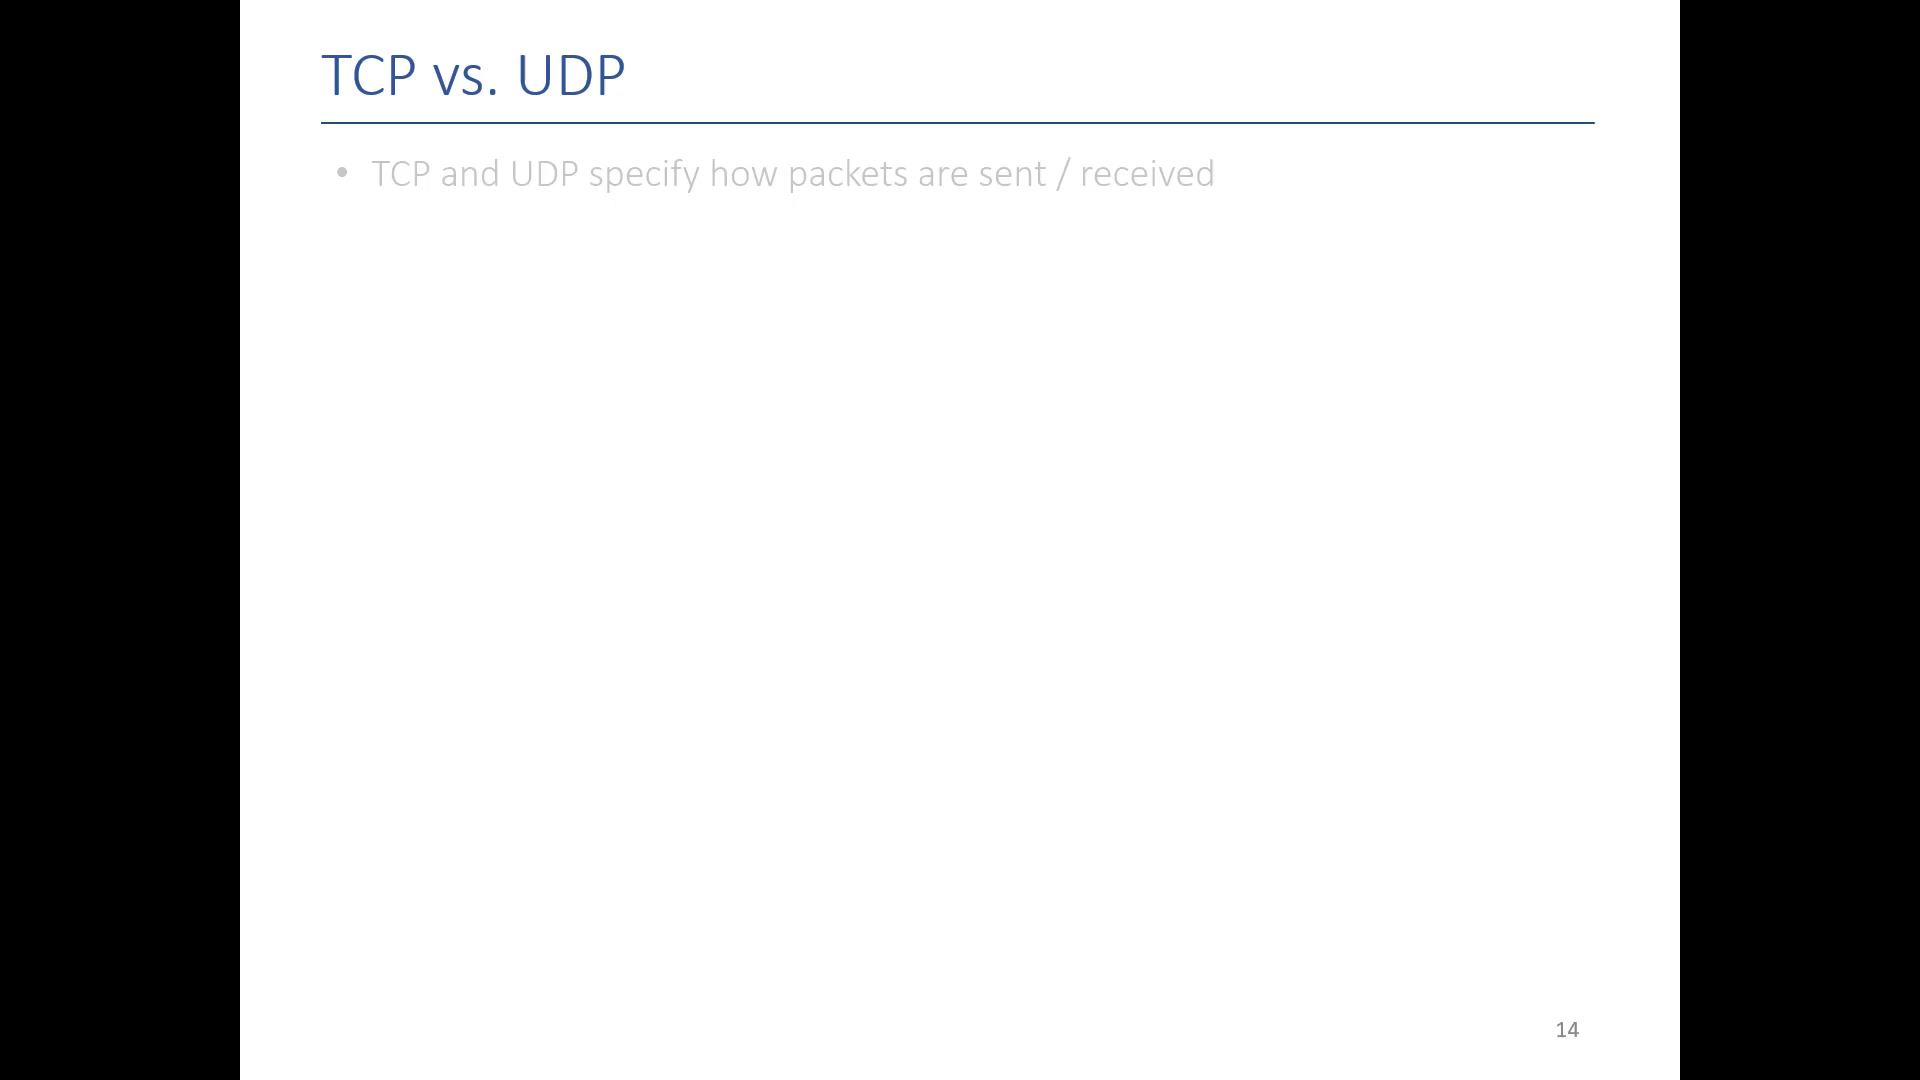 TCP vs. UDP
• TCP and UDP specify how packets are sent / received
14